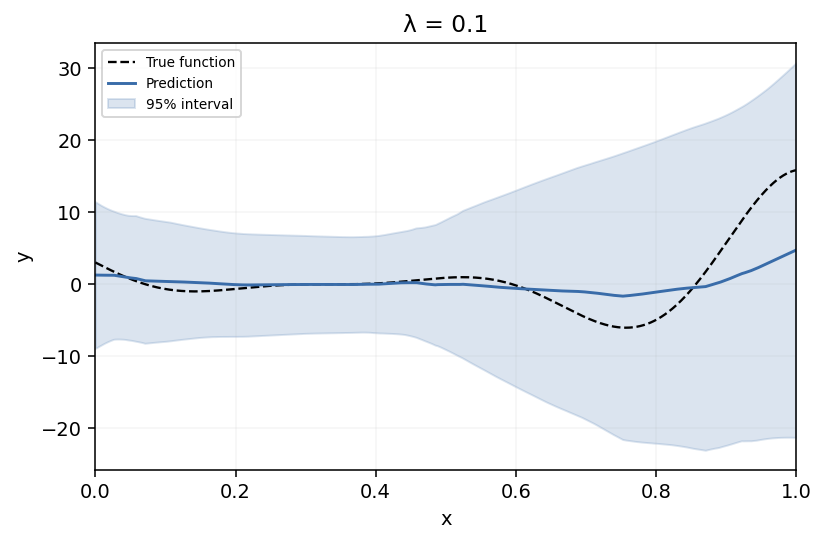 λ = 0.1
True function
Prediction
95% interval
30
20
10
0
−10
−20
y
0.0 0.2 0.4 0.6 0.8 1.0
x